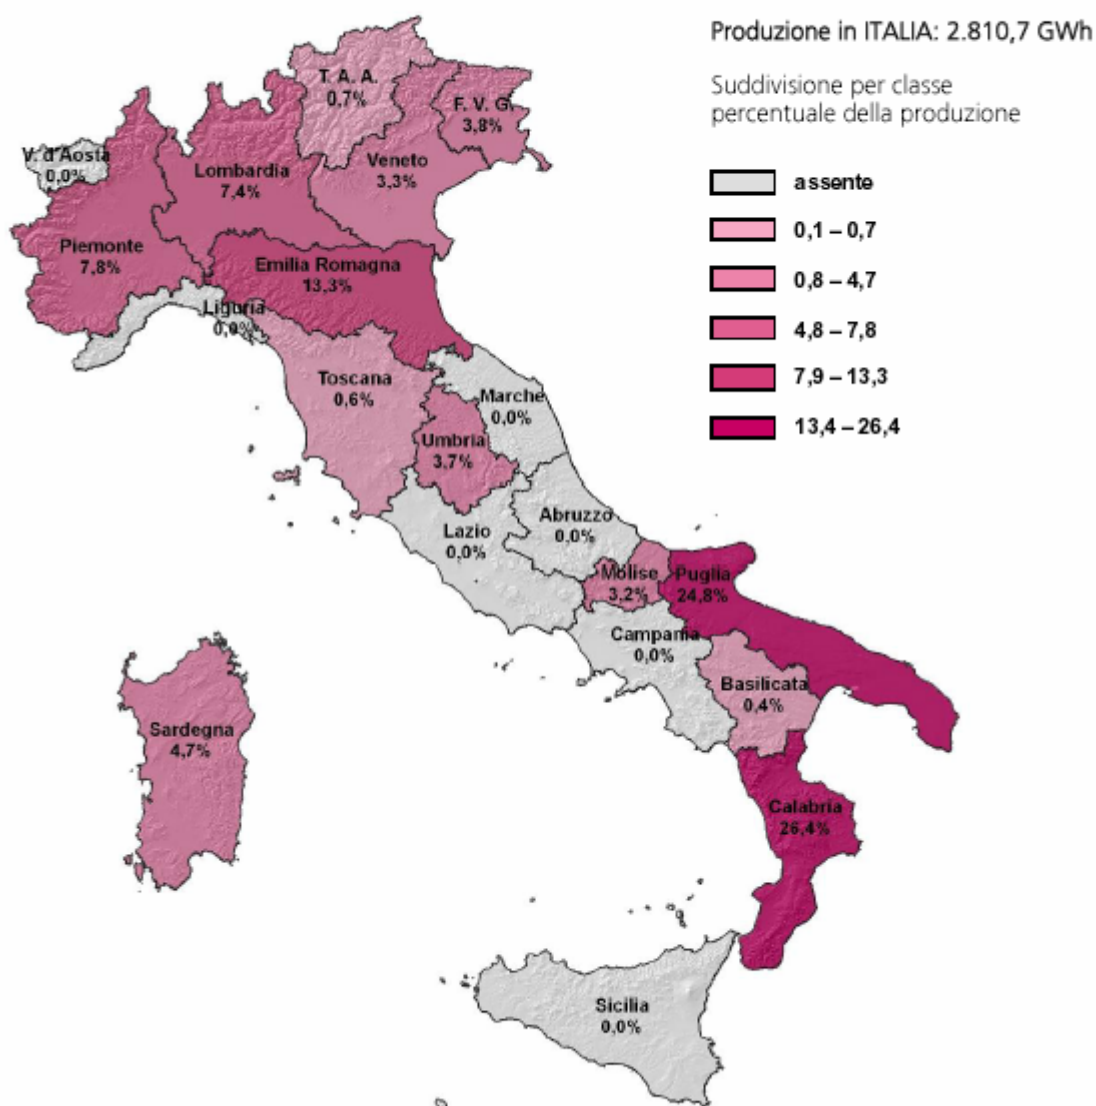 Produzione in ITALIA: 2.810,7 GWh
Suddivisione per classe
percentuale della produzione
assente
0,1 – 0,7
0,8 – 4,7
4,8 – 7,8
7,9 – 13,3
13,4 – 26,4
T. A. A.
0,7%
F. V. G.
3,8%
V. d'Aosta
0,0%
Lombardia
7,4%
Veneto
3,3%
Piemonte
7,8%
Emilia Romagna
13,3%
Liguria
0,0%
Toscana
0,6%
Marche
0,0%
Umbria
3,7%
Lazio
0,0%
Abruzzo
0,0%
Molise
3,2%
Puglia
24,8%
Campania
0,0%
Basilicata
0,4%
Sardegna
4,7%
Calabria
26,4%
Sicilia
0,0%